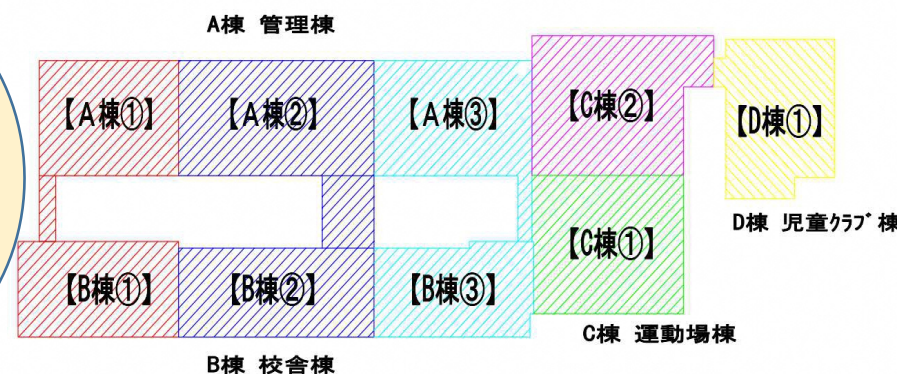 A棟 管理棟
【A棟①】
【A棟②】
【A棟③】
【C棟②】
【D棟①】
D棟 児童クラブ棟
【C棟①】
【B棟①】
【B棟②】
【B棟③】
C棟 運動場棟
B棟 校舎棟